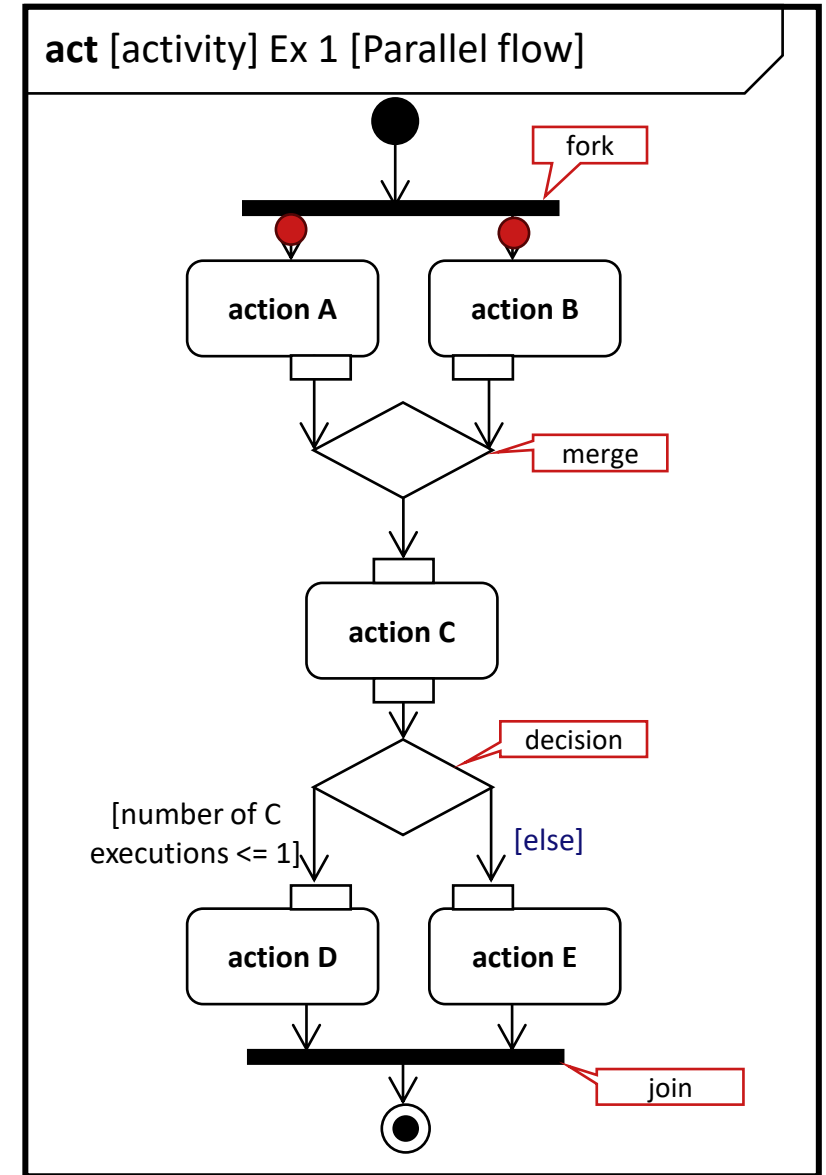 act [activity] Ex 1 [Parallel flow]
fork
action A
action B
merge
action C
decision
[number of C
executions <= 1]
[else]
action D
action E
join